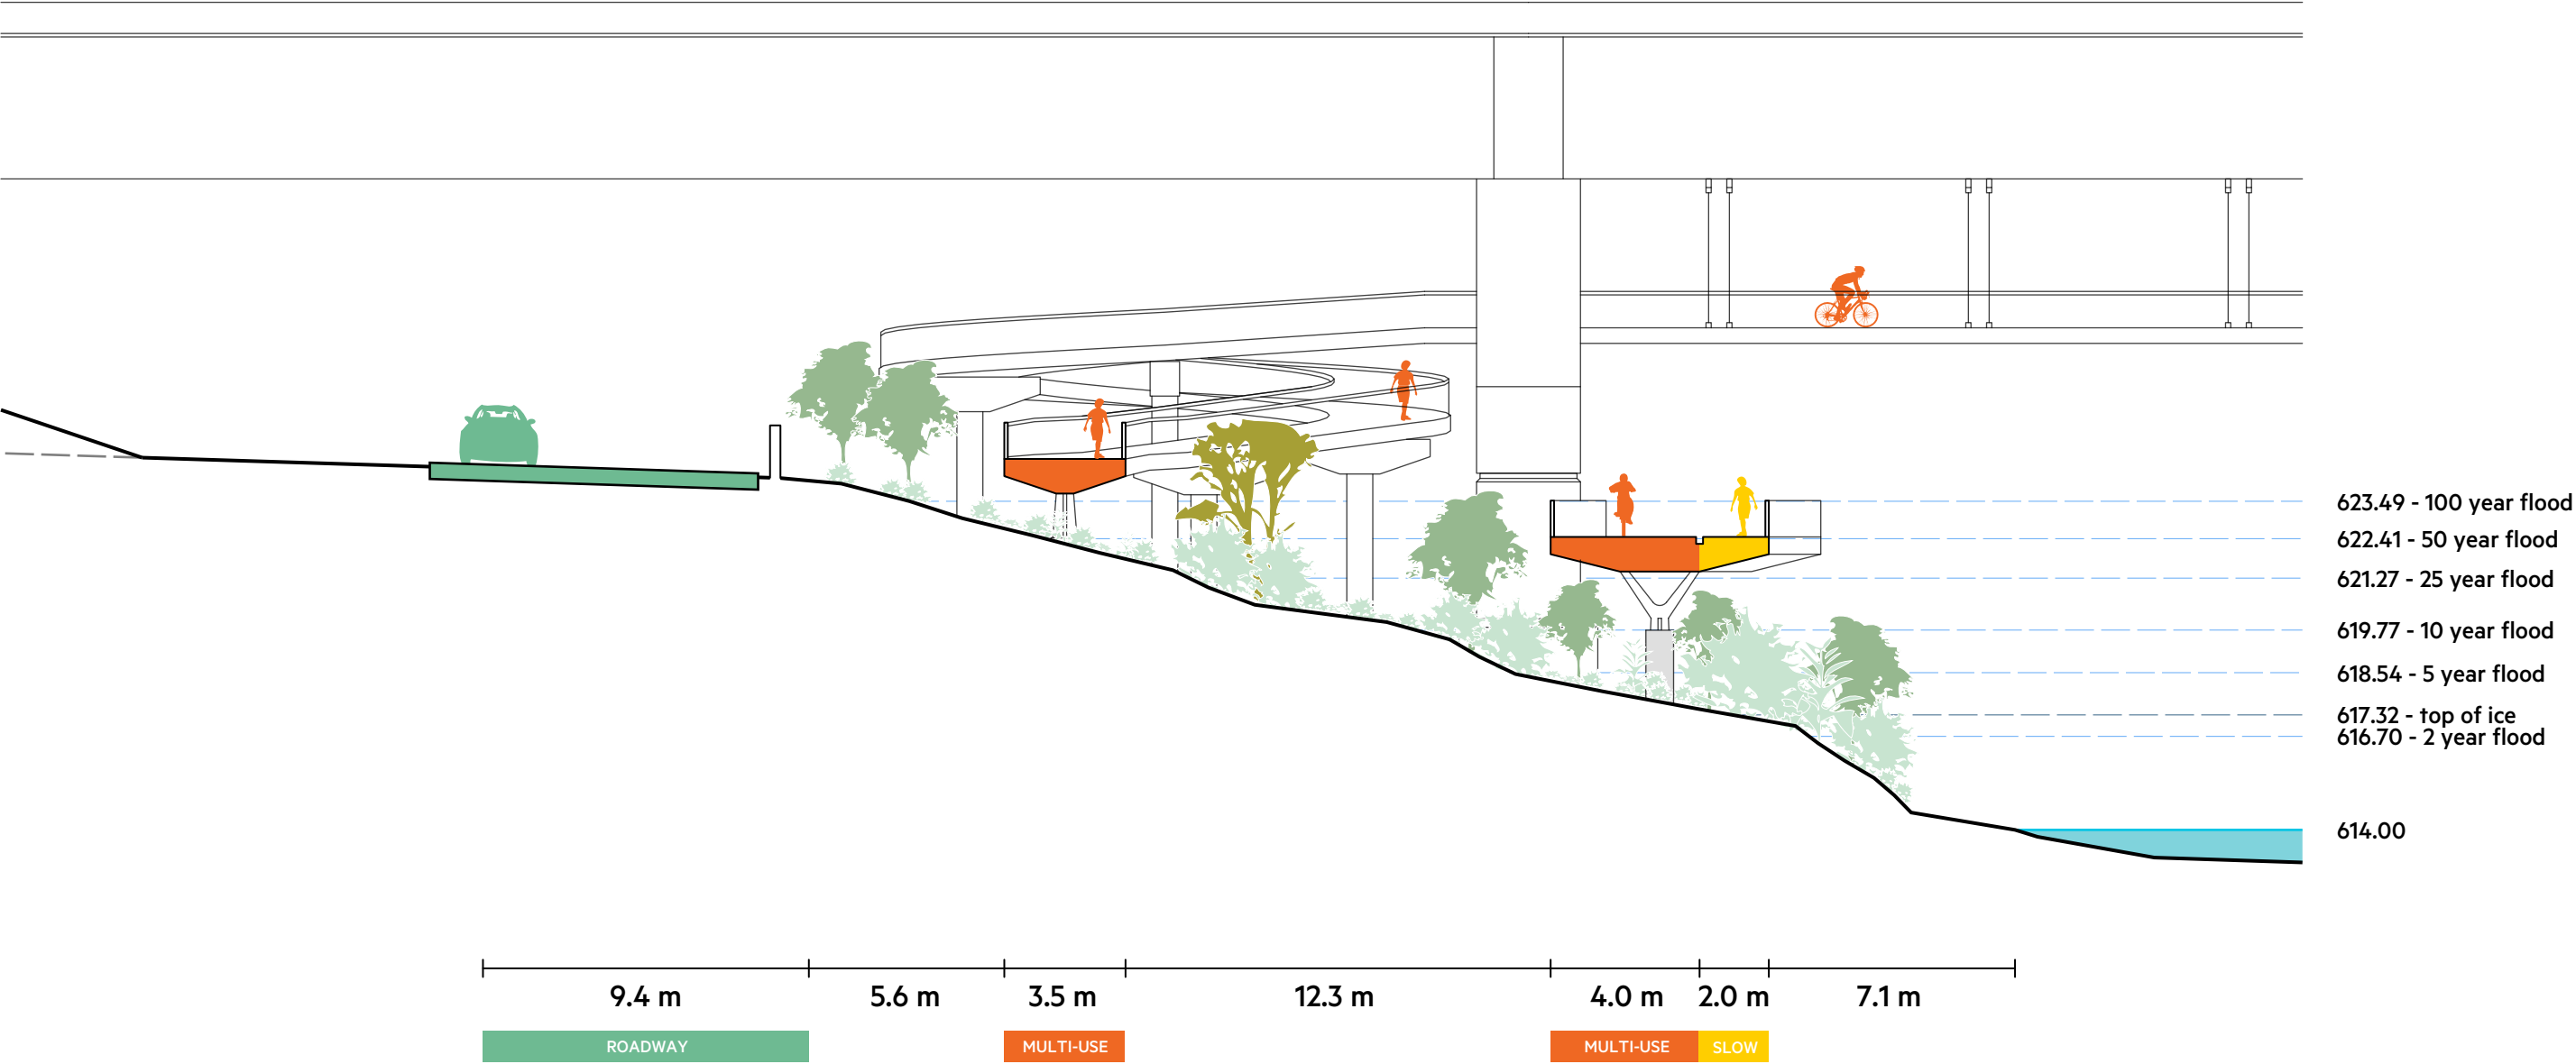 623.49 - 100 year flood
622.41 - 50 year flood
621.27 - 25 year flood
619.77 - 10 year flood
618.54 - 5 year flood
617.32 - top of ice
616.70 - 2 year flood
614.00
9.4 m 5.6 m 3.5 m 12.3 m 4.0 m 2.0 m 7.1 m
ROADWAY MULTI-USE MULTI-USE SLOW